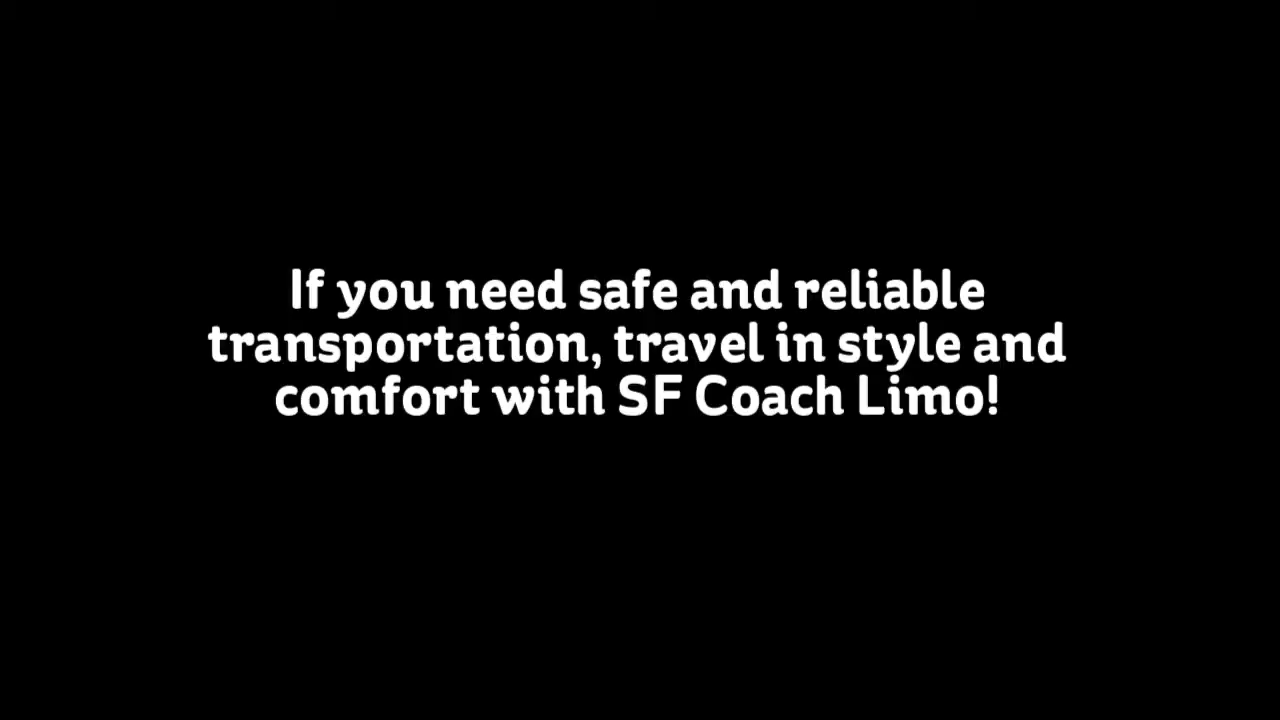 If you need safe and reliable
transportation, travel in style and
comfort with SF Coach Limo!